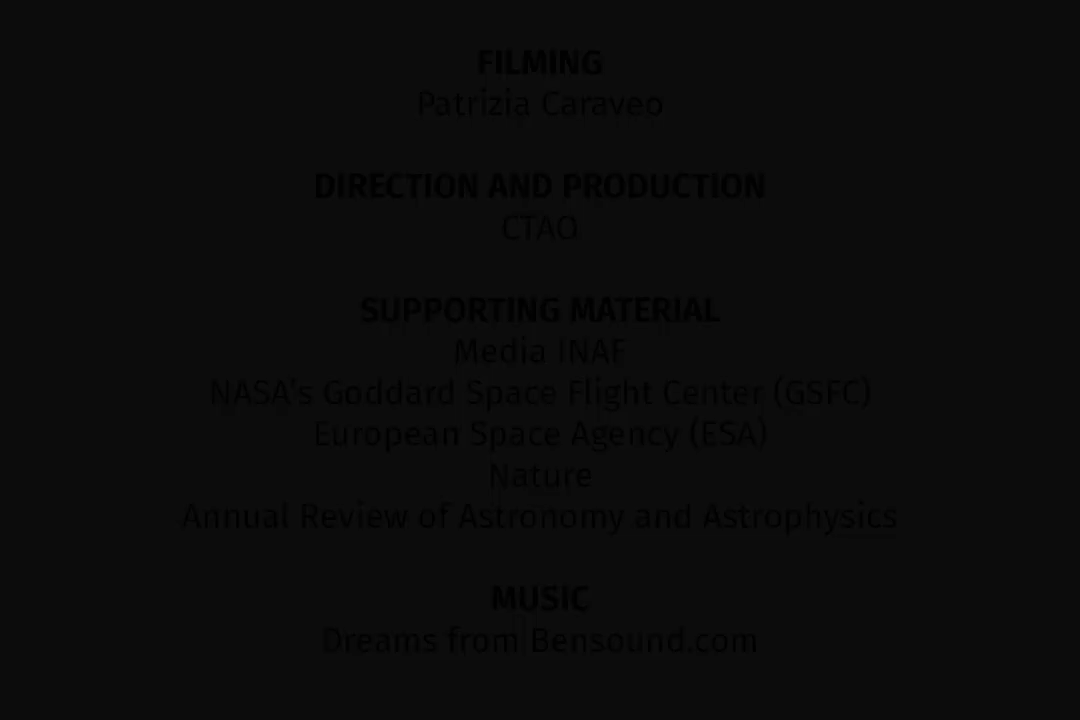 FILMING
Patrizia Caraveo
DIRECTION AND PRODUCTION
CTAO
SUPPORTING MATERIAL
Media INAF
NASA's Goddard Space Flight Center (GSFC)
European Space Agency (ESA)
Nature
Annual Review of Astronomy and Astrophysics
MUSIC
Dreams from Bensound.com